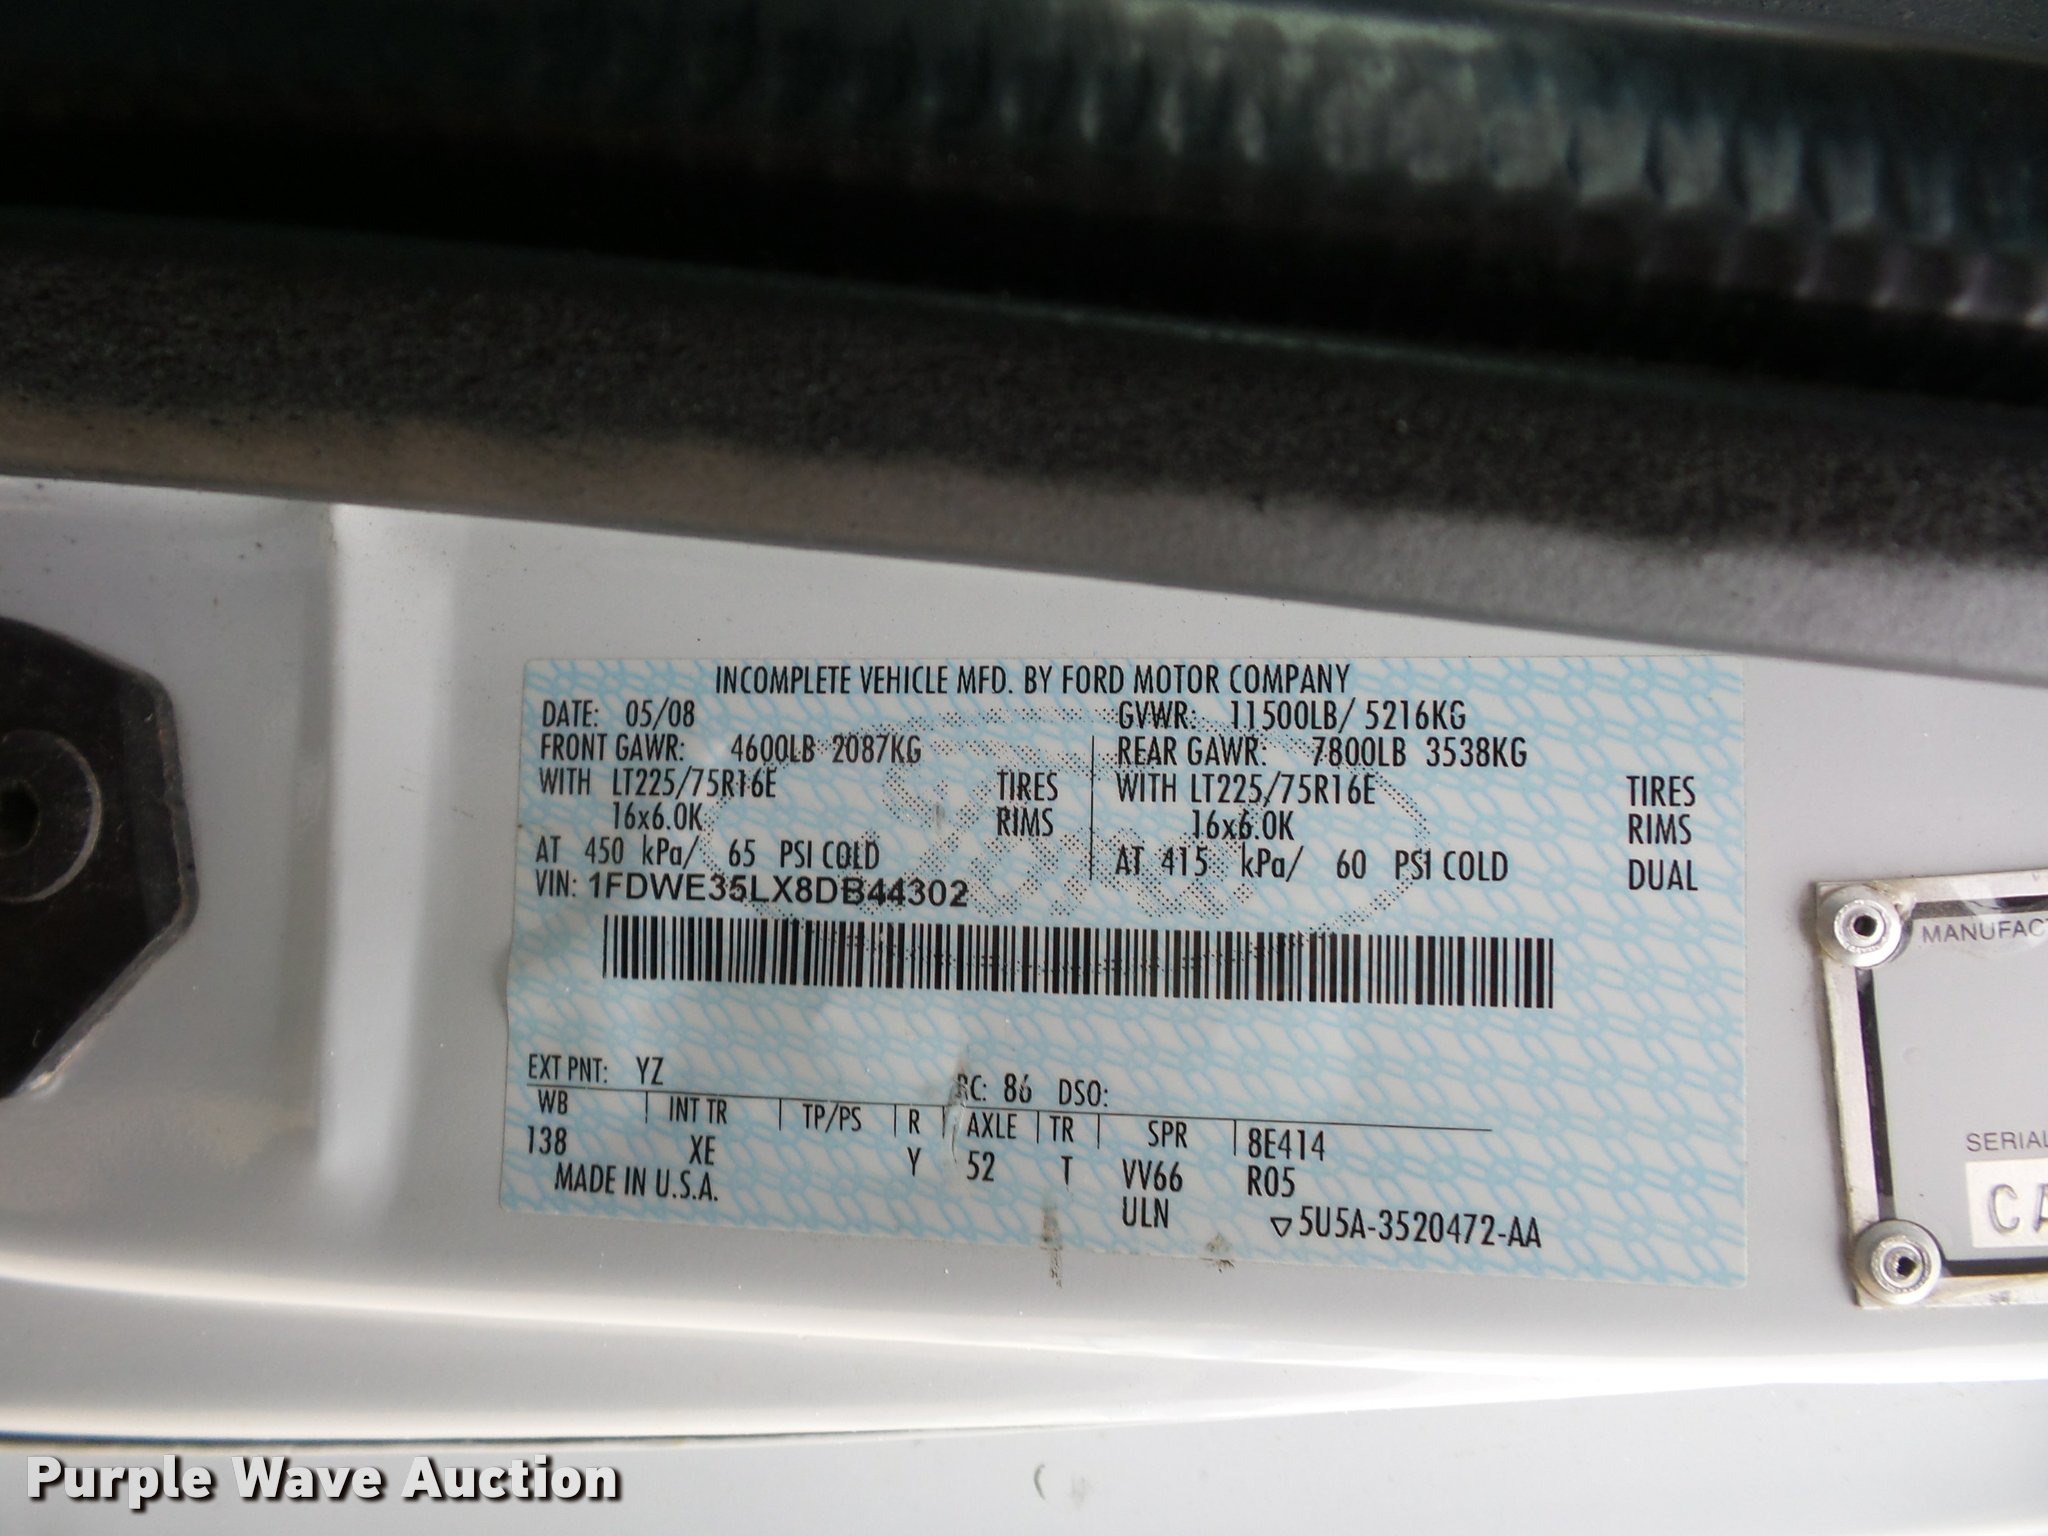 INCOMPLETE VEHICLE MFD. BY FORD MOTOR COMPANY
DATE: 05/08 GVWR: 11500LB/ 5216KG
FRONT GAWR: 4600LB 2087KG REAR GAWR: 7800LB 3538KG
WITH LT225/75R16E TIRES WITH LT225/75R16E TIRES
16x6.0K RIMS 16x6.0K RIMS
AT 450 kPa/ 65 PSI COLD AT 415 kPa/ 60 PSI COLD DUAL
VIN: 1FDWE35LX8DB44302
EXT PNT: YZ RC: 86 DSO:
WB INT TR TP/PS R AXLE TR SPR 8E414
138 XE Y 52 T VV66 R05
MADE IN U.S.A. ULN ▽5U5A-3520472-AA
MANUFACT
SERIAL
CA
Purple Wave Auction